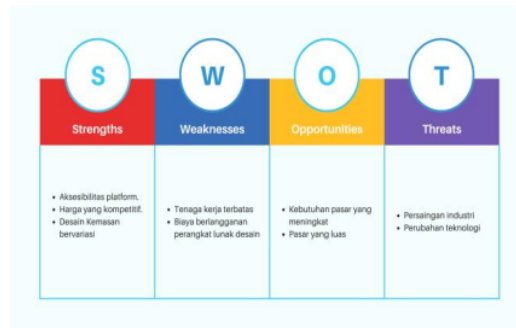 S
W
O
T
Strengths
Weaknesses
Opportunities
Threats
• Aksesibilitas platform.
• Harga yang kompetitif.
• Desain Kemasan
bervariasi
• Tenaga kerja terbatas
• Biaya berlangganan
perangkat lunak desain
• Kebutuhan pasar yang
meningkat
• Pasar yang luas
• Persaingan industri
• Perubahan teknologi